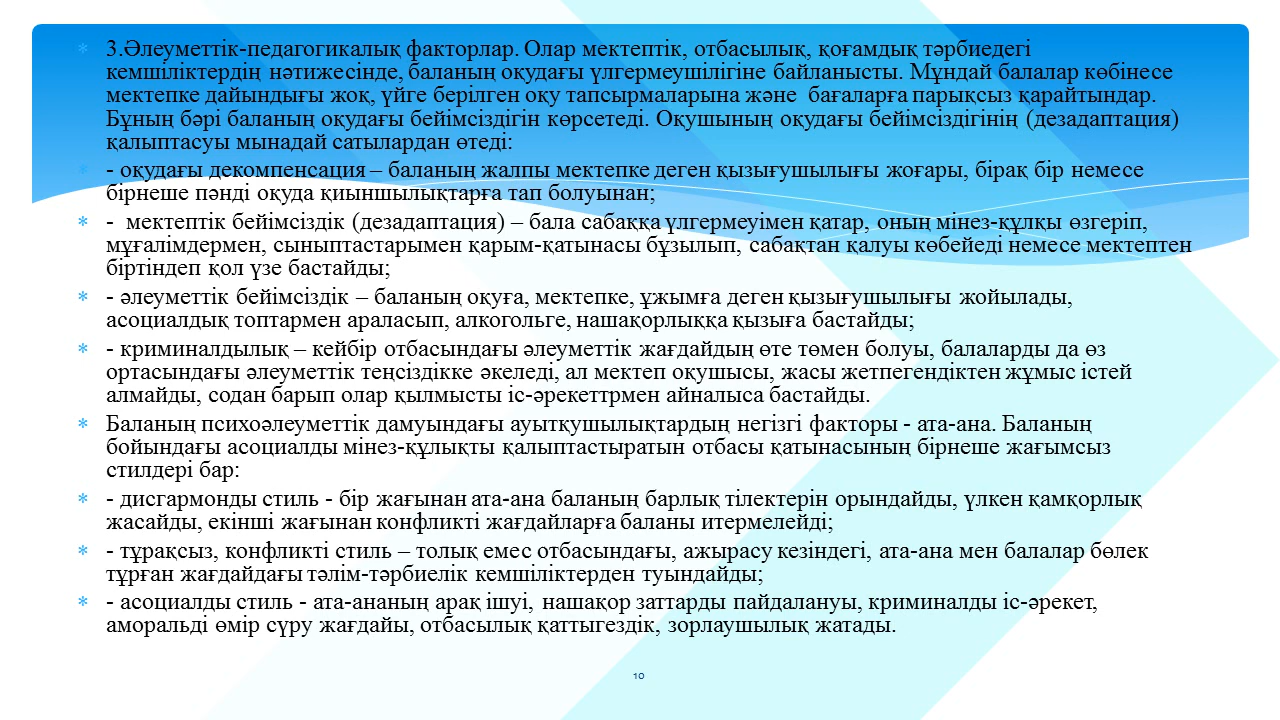 * 3.Әлеуметтік-педагогикалық факторлар. Олар мектептік, отбасылық, қоғамдық тәрбиедегі
кемшіліктердің нәтижесінде, баланың оқудағы үлгермеушілігіне байланысты. Мұндай балалар көбінесе
мектепке дайындығы жоқ, үйге берілген оқу тапсырмаларына және бағаларға парықсыз қарайтындар.
Бұның бәрі баланың оқудағы бейімсіздігін көрсетеді. Оқушының оқудағы бейімсіздігінің (дезадаптация)
қалыптасуы мынадай сатылардан өтеді:
* - оқудағы декомпенсация – баланың жалпы мектепке деген қызығушылығы жоғары, бірақ бір немесе
бірнеше пәнді оқуда қиыншылықтарға тап болуынан;
* - мектептік бейімсіздік (дезадаптация) – бала сабаққа үлгермеуімен қатар, оның мінез-құлқы өзгеріп,
мұғалімдермен, сыныптастарымен қарым-қатынасы бұзылып, сабақтан қалуы көбейеді немесе мектептен
біртіндеп қол үзе бастайды;
* - әлеуметтік бейімсіздік – баланың оқуға, мектепке, ұжымға деген қызығушылығы жойылады,
асоциалдық топтармен араласып, алкогольге, нашақорлыққа қызыға бастайды;
* - криминалдылық – кейбір отбасындағы әлеуметтік жағдайдың өте төмен болуы, балаларды да өз
ортасындағы әлеуметтік теңсіздікке әкеледі, ал мектеп оқушысы, жасы жетпегендіктен жұмыс істей
алмайды, содан барып олар қылмысты іс-әрекеттрмен айналыса бастайды.
* Баланың психоәлеуметтік дамуындағы ауытқушылықтардың негізгі факторы - ата-ана. Баланың
бойындағы асоциалды мінез-құлықты қалыптастыратын отбасы қатынасының бірнеше жағымсыз
стилдері бар:
* - дисгармонды стиль - бір жағынан ата-ана баланың барлық тілектерін орындайды, үлкен қамқорлық
жасайды, екінші жағынан конфликті жағдайларға баланы итермелейді;
* - тұрақсыз, конфликті стиль – толық емес отбасындағы, ажырасу кезіндегі, ата-ана мен балалар бөлек
тұрған жағдайдағы тәлім-тәрбиелік кемшіліктерден туындайды;
* - асоциалды стиль - ата-ананың арақ ішуі, нашақор заттарды пайдалануы, криминалды іс-әрекет,
аморальді өмір сүру жағдайы, отбасылық қаттыгездік, зорлаушылық жатады.
10